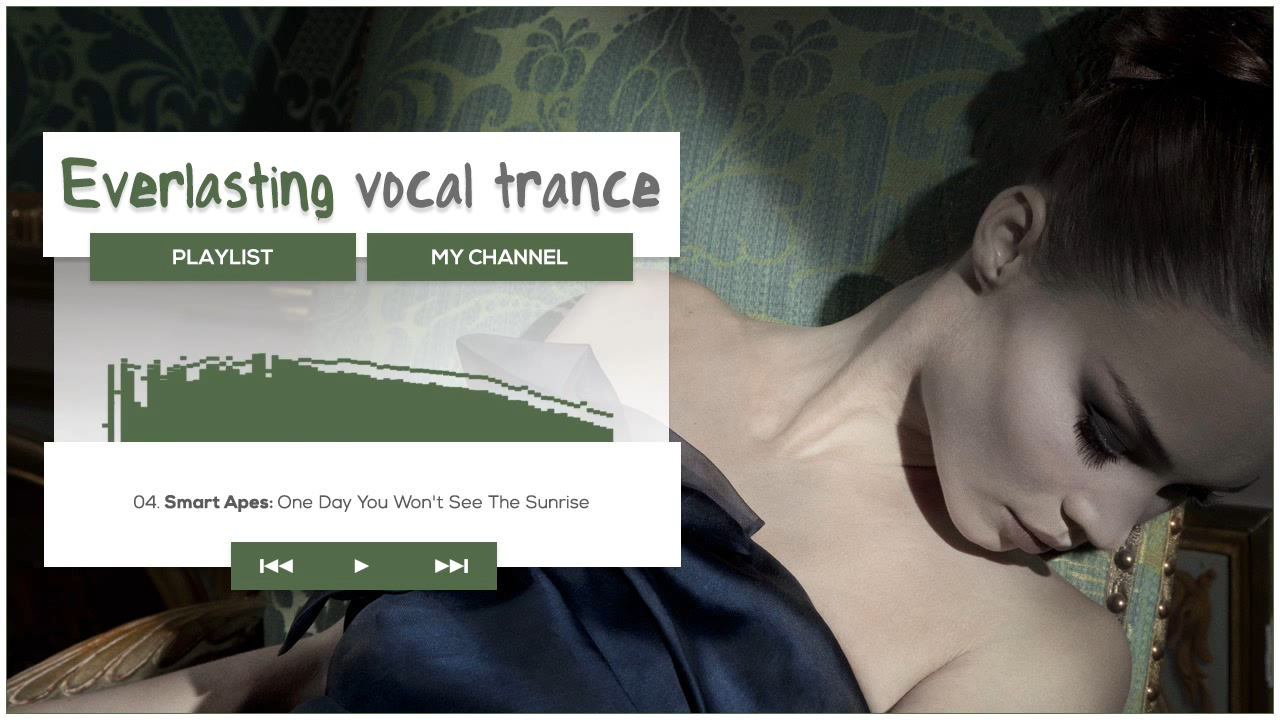 Everlasting vocal trance
PLAYLIST
MY CHANNEL
04. Smart Apes: One Day You Won't See The Sunrise